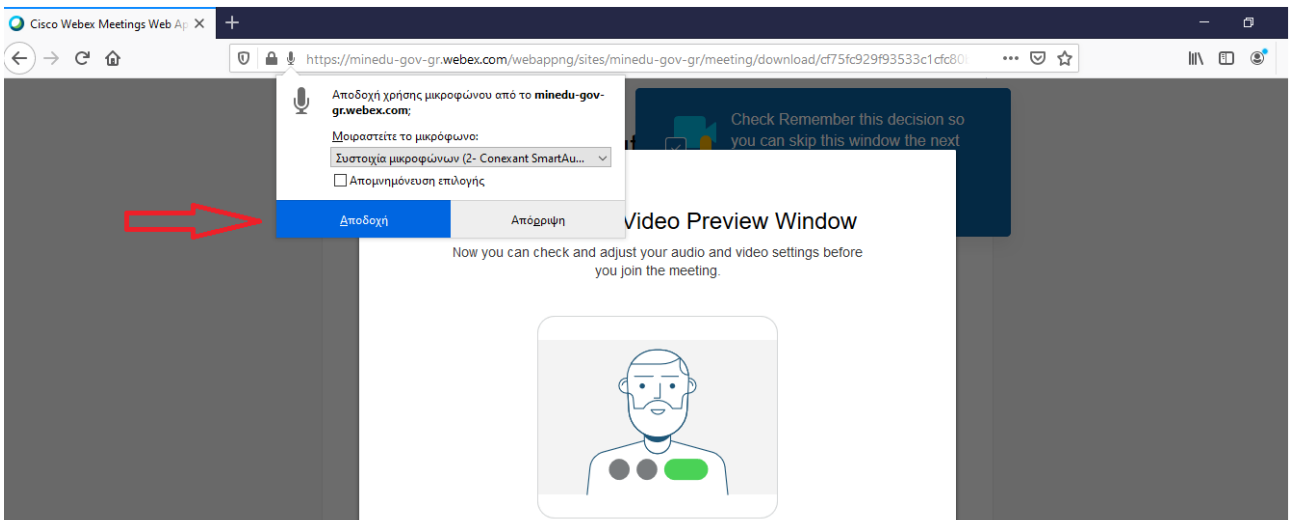 Cisco Webex Meetings Web Ap
https://minedu-gov-gr.webex.com/webappng/sites/minedu-gov-gr/meeting/download/cf75fc929f93533c1cfc80
Αποδοχή χρήσης μικροφώνου από το minedu-gov-
gr.webex.com;
Μοιραστείτε το μικρόφωνο:
Συστοιχία μικροφώνων (2- Conexant SmartAu...
Απομνημόνευση επιλογής
Αποδοχή
Απόρριψη
Check Remember this decision so
you can skip this window the next
Video Preview Window
Now you can check and adjust your audio and video settings before
you join the meeting.